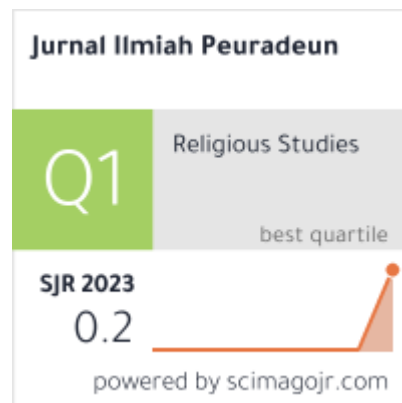 Jurnal Ilmiah Peuradeun
Q1
Religious Studies
best quartile
SJR 2023
0.2
powered by scimagojr.com